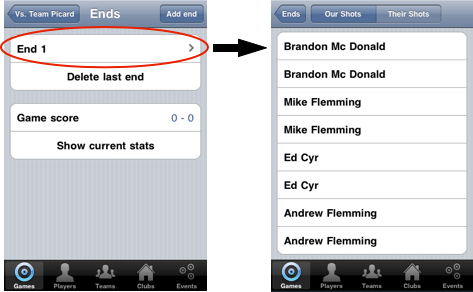 Vs. Team Picard Ends Add end
End 1
Delete last end
Game score 0 - 0
Show current stats
Games Players Teams Clubs Events
Ends Our Shots Their Shots
Brandon Mc Donald
Brandon Mc Donald
Mike Flemming
Mike Flemming
Ed Cyr
Ed Cyr
Andrew Flemming
Andrew Flemming
Games Players Teams Clubs Events